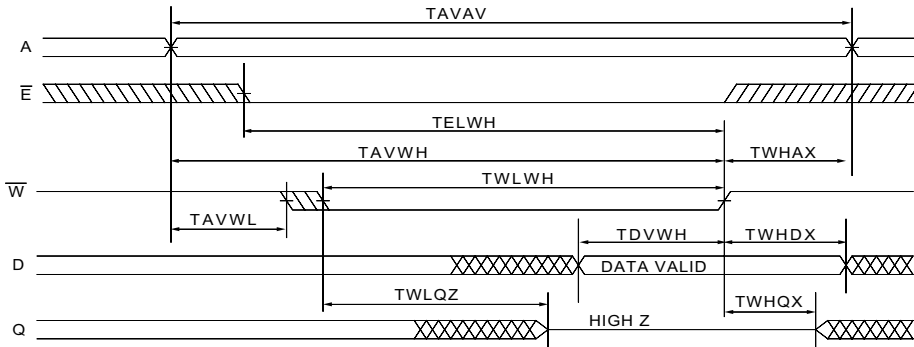 TAVAV
A
E
TELWH
TAVWH TWHAX
TWLWH
W
TAVWL
TDVWH TWHDX
D DATA VALID
TWLQZ TWHQX
Q HIGH Z